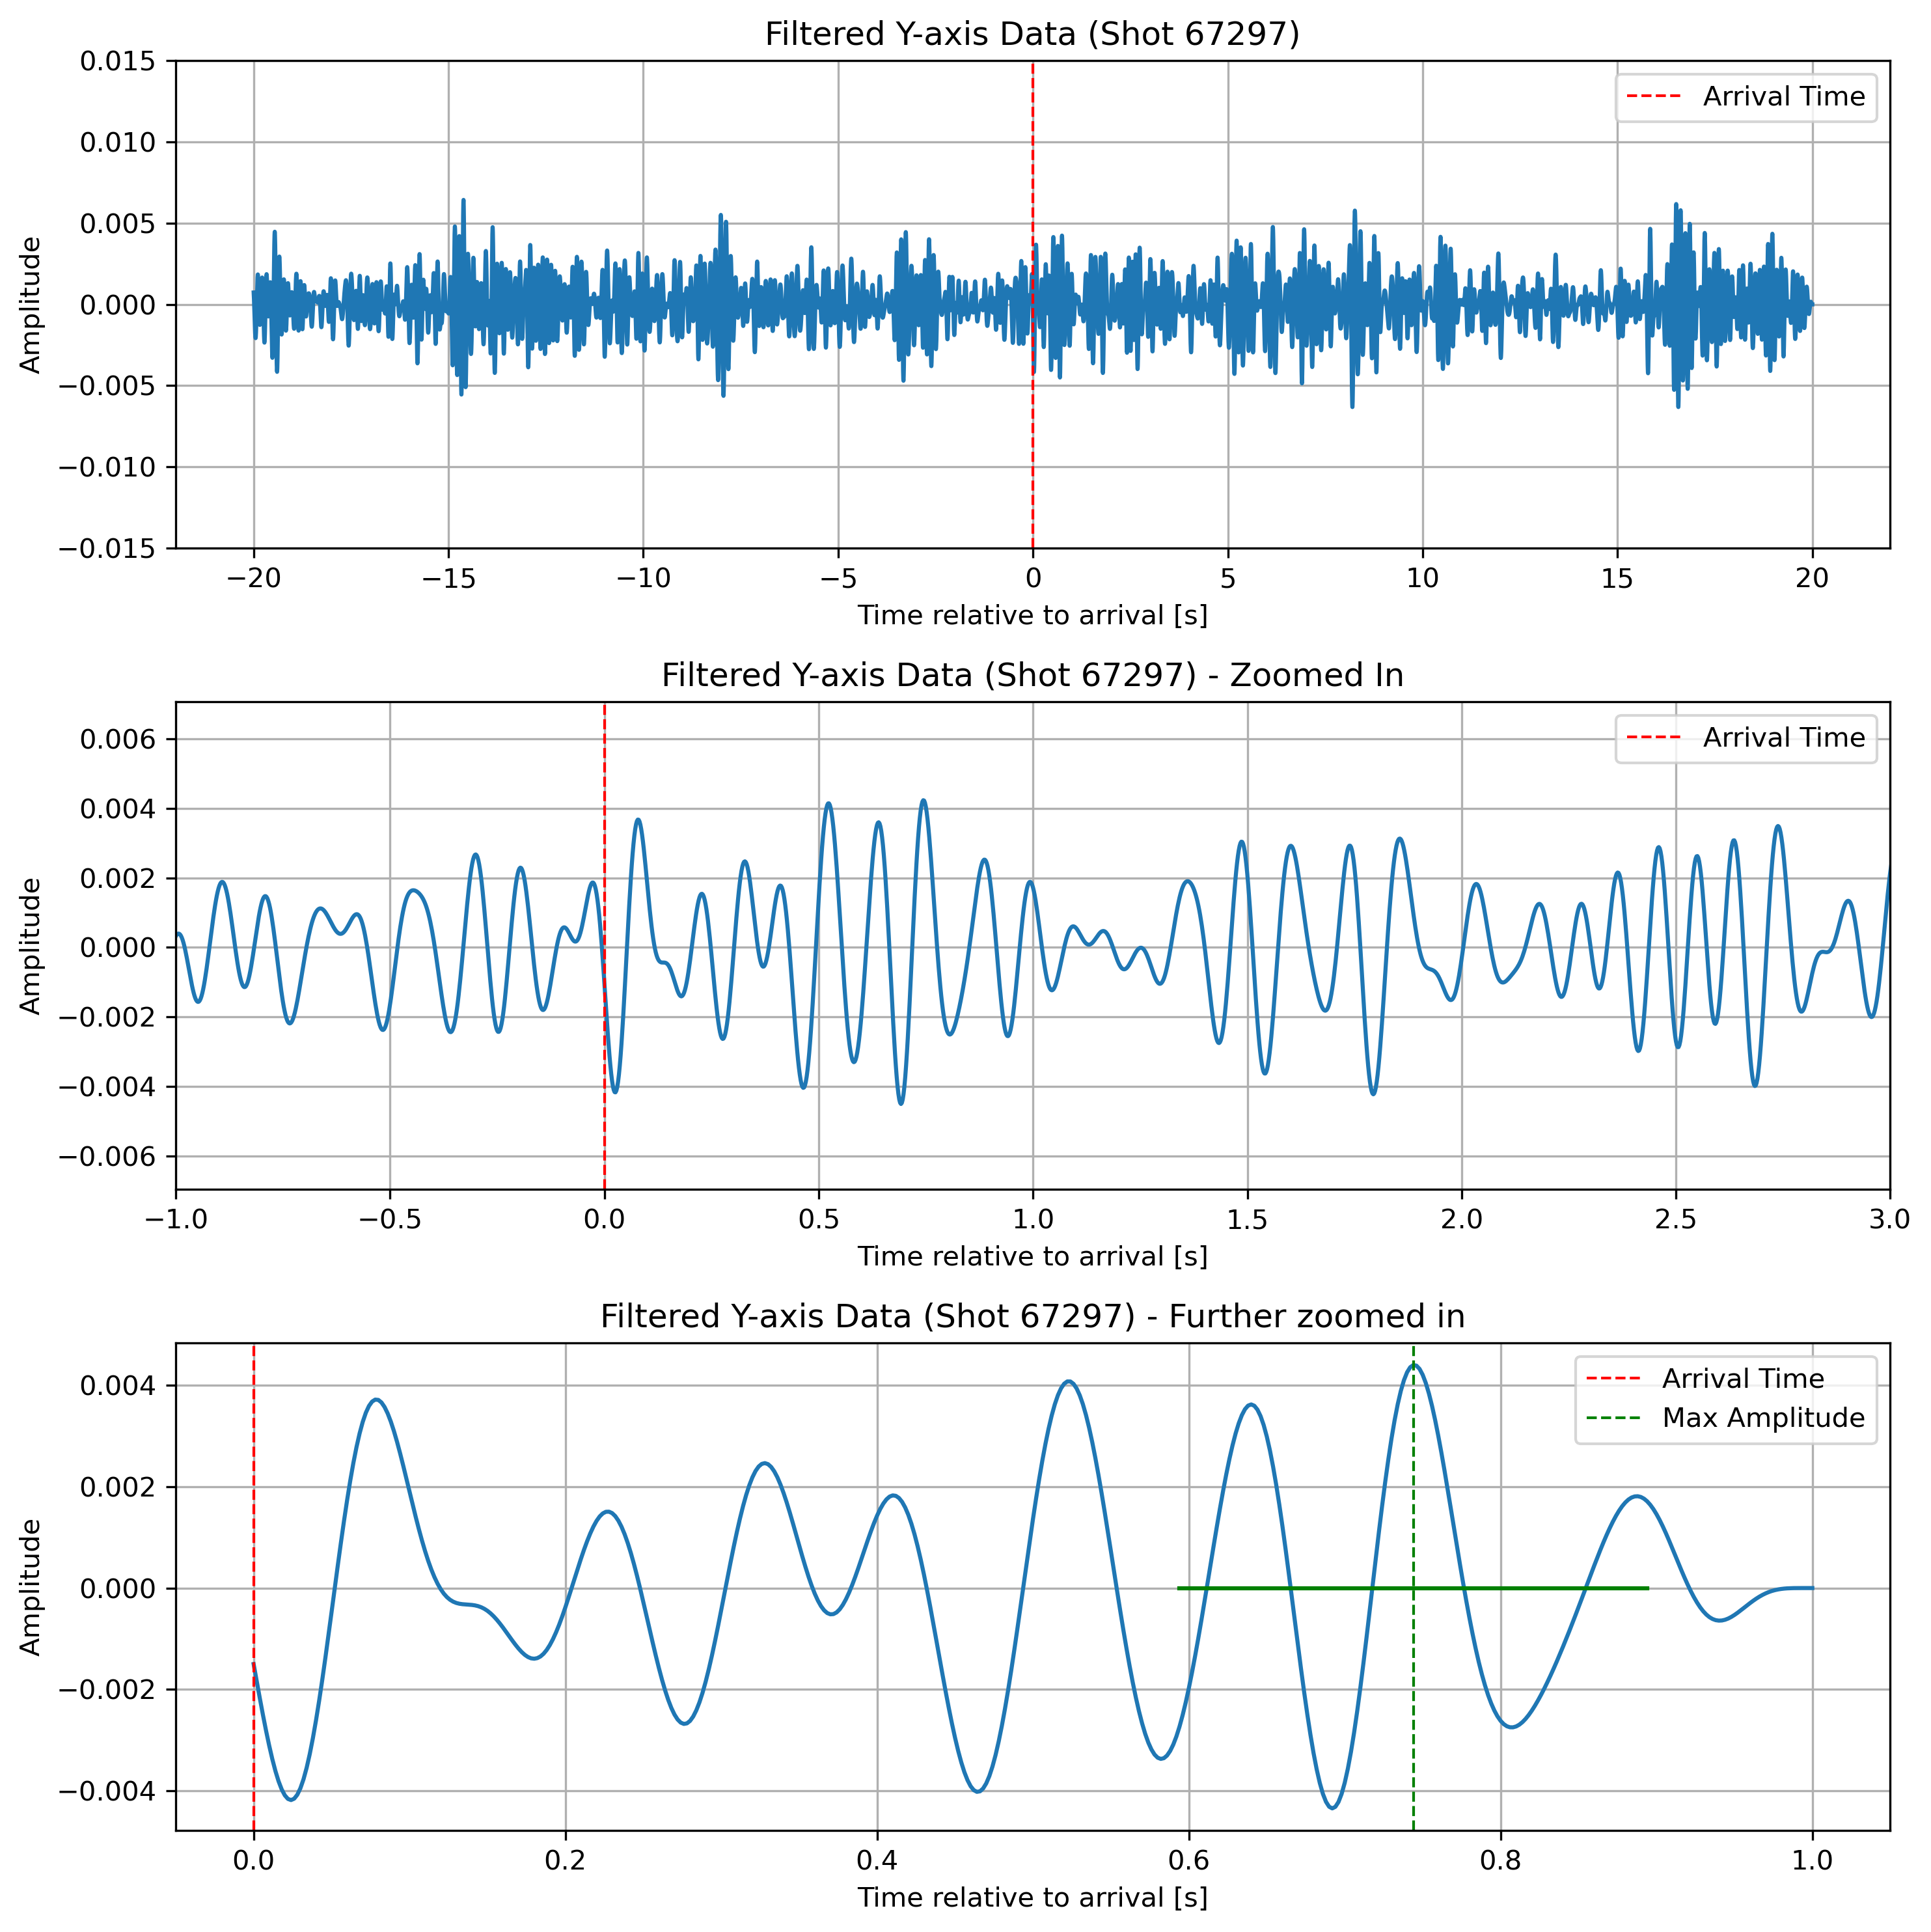 Filtered Y-axis Data (Shot 67297)
0.015
0.010
0.005
0.000
−0.005
−0.010
−0.015
Amplitude
Arrival Time
−20 −15 −10 −5 0 5 10 15 20
Time relative to arrival [s]
Filtered Y-axis Data (Shot 67297) - Zoomed In
0.006
0.004
0.002
0.000
−0.002
−0.004
−0.006
Amplitude
Arrival Time
−1.0 −0.5 0.0 0.5 1.0 1.5 2.0 2.5 3.0
Time relative to arrival [s]
Filtered Y-axis Data (Shot 67297) - Further zoomed in
0.004
0.002
0.000
−0.002
−0.004
Amplitude
Arrival Time
Max Amplitude
0.0 0.2 0.4 0.6 0.8 1.0
Time relative to arrival [s]